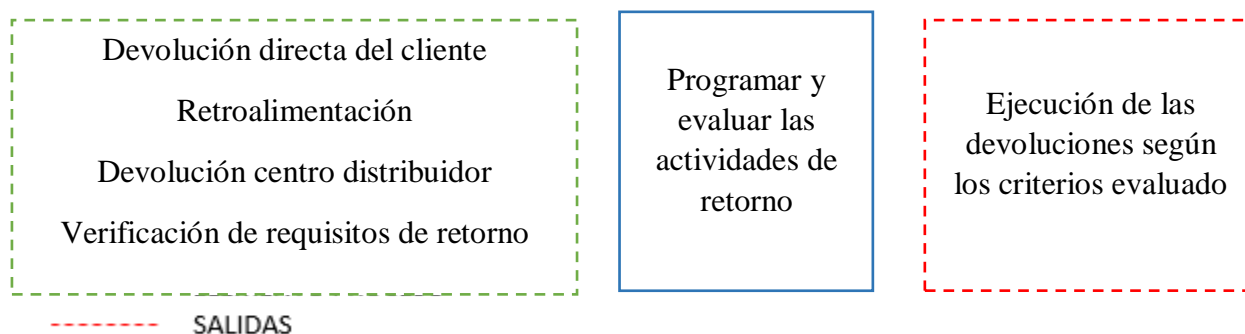 Devolución directa del cliente
Retroalimentación
Devolución centro distribuidor
Verificación de requisitos de retorno
Programar y
evaluar las
actividades de
retorno
Ejecución de las
devoluciones según
los criterios evaluado
SALIDAS